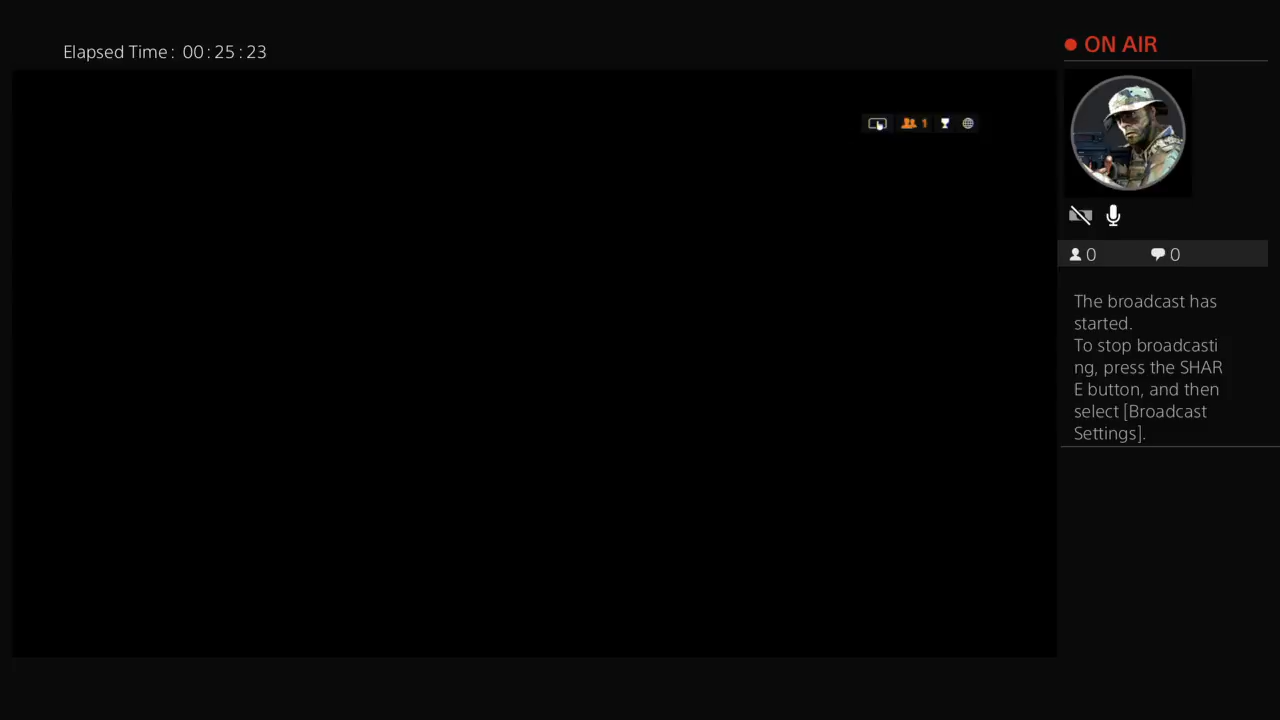 Elapsed Time: 00:25:23
ON AIR
1
0 0
The broadcast has
started.
To stop broadcasti
ng, press the SHAR
E button, and then
select [Broadcast
Settings].